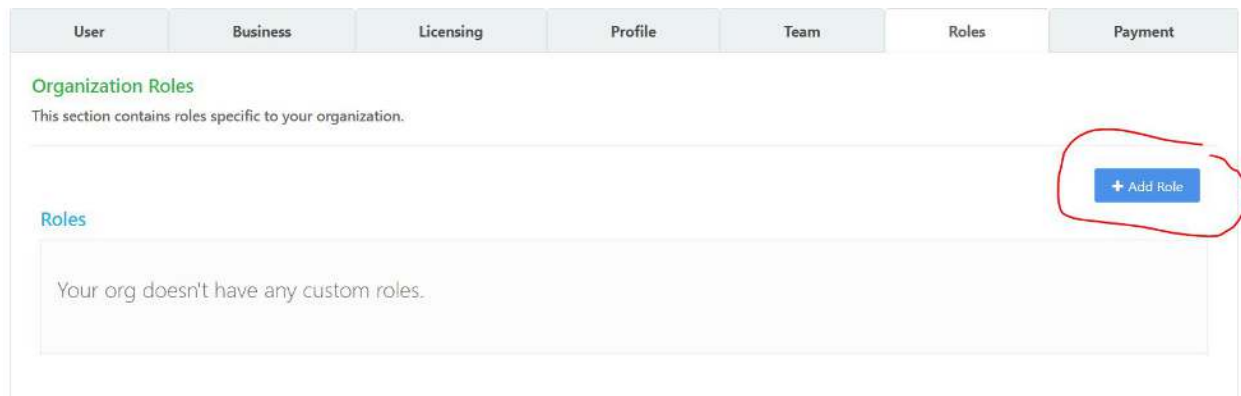 User Business Licensing Profile Team Roles Payment
Organization Roles
This section contains roles specific to your organization.
+ Add Role
Roles
Your org doesn't have any custom roles.